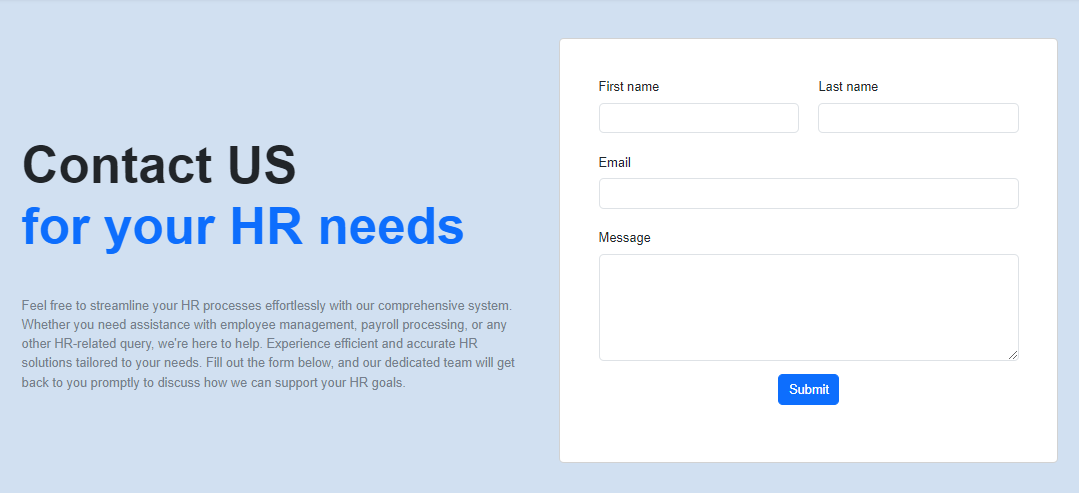 Contact US
for your HR needs
Feel free to streamline your HR processes effortlessly with our comprehensive system.
Whether you need assistance with employee management, payroll processing, or any
other HR-related query, we're here to help. Experience efficient and accurate HR
solutions tailored to your needs. Fill out the form below, and our dedicated team will get
back to you promptly to discuss how we can support your HR goals.
First name
Last name
Email
Message
Submit